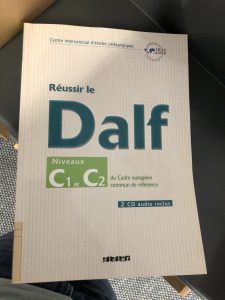 Centre international d'études pédagogiques
Réussir le
Dalf
Niveaux
C1 et C2
du Cadre européen
commun de référence
2 CD audio inclus
didier